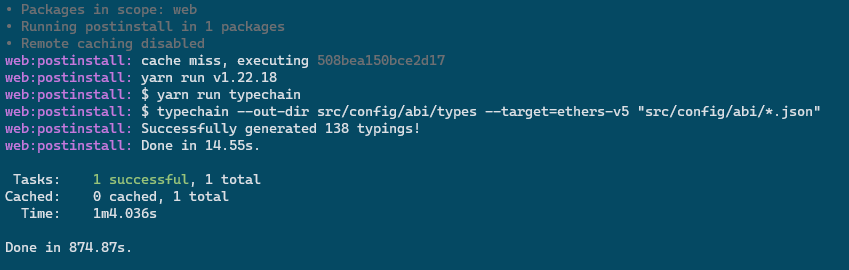 • Packages in scope: web
• Running postinstall in 1 packages
• Remote caching disabled
web:postinstall: cache miss, executing 508bea150bce2d17
web:postinstall: yarn run v1.22.18
web:postinstall: $ yarn run typechain
web:postinstall: $ typechain --out-dir src/config/abi/types --target=ethers-v5 "src/config/abi/*.json"
web:postinstall: Successfully generated 138 typings!
web:postinstall: Done in 14.55s.
Tasks: 1 successful, 1 total
Cached: 0 cached, 1 total
Time: 1m4.036s
Done in 874.87s.